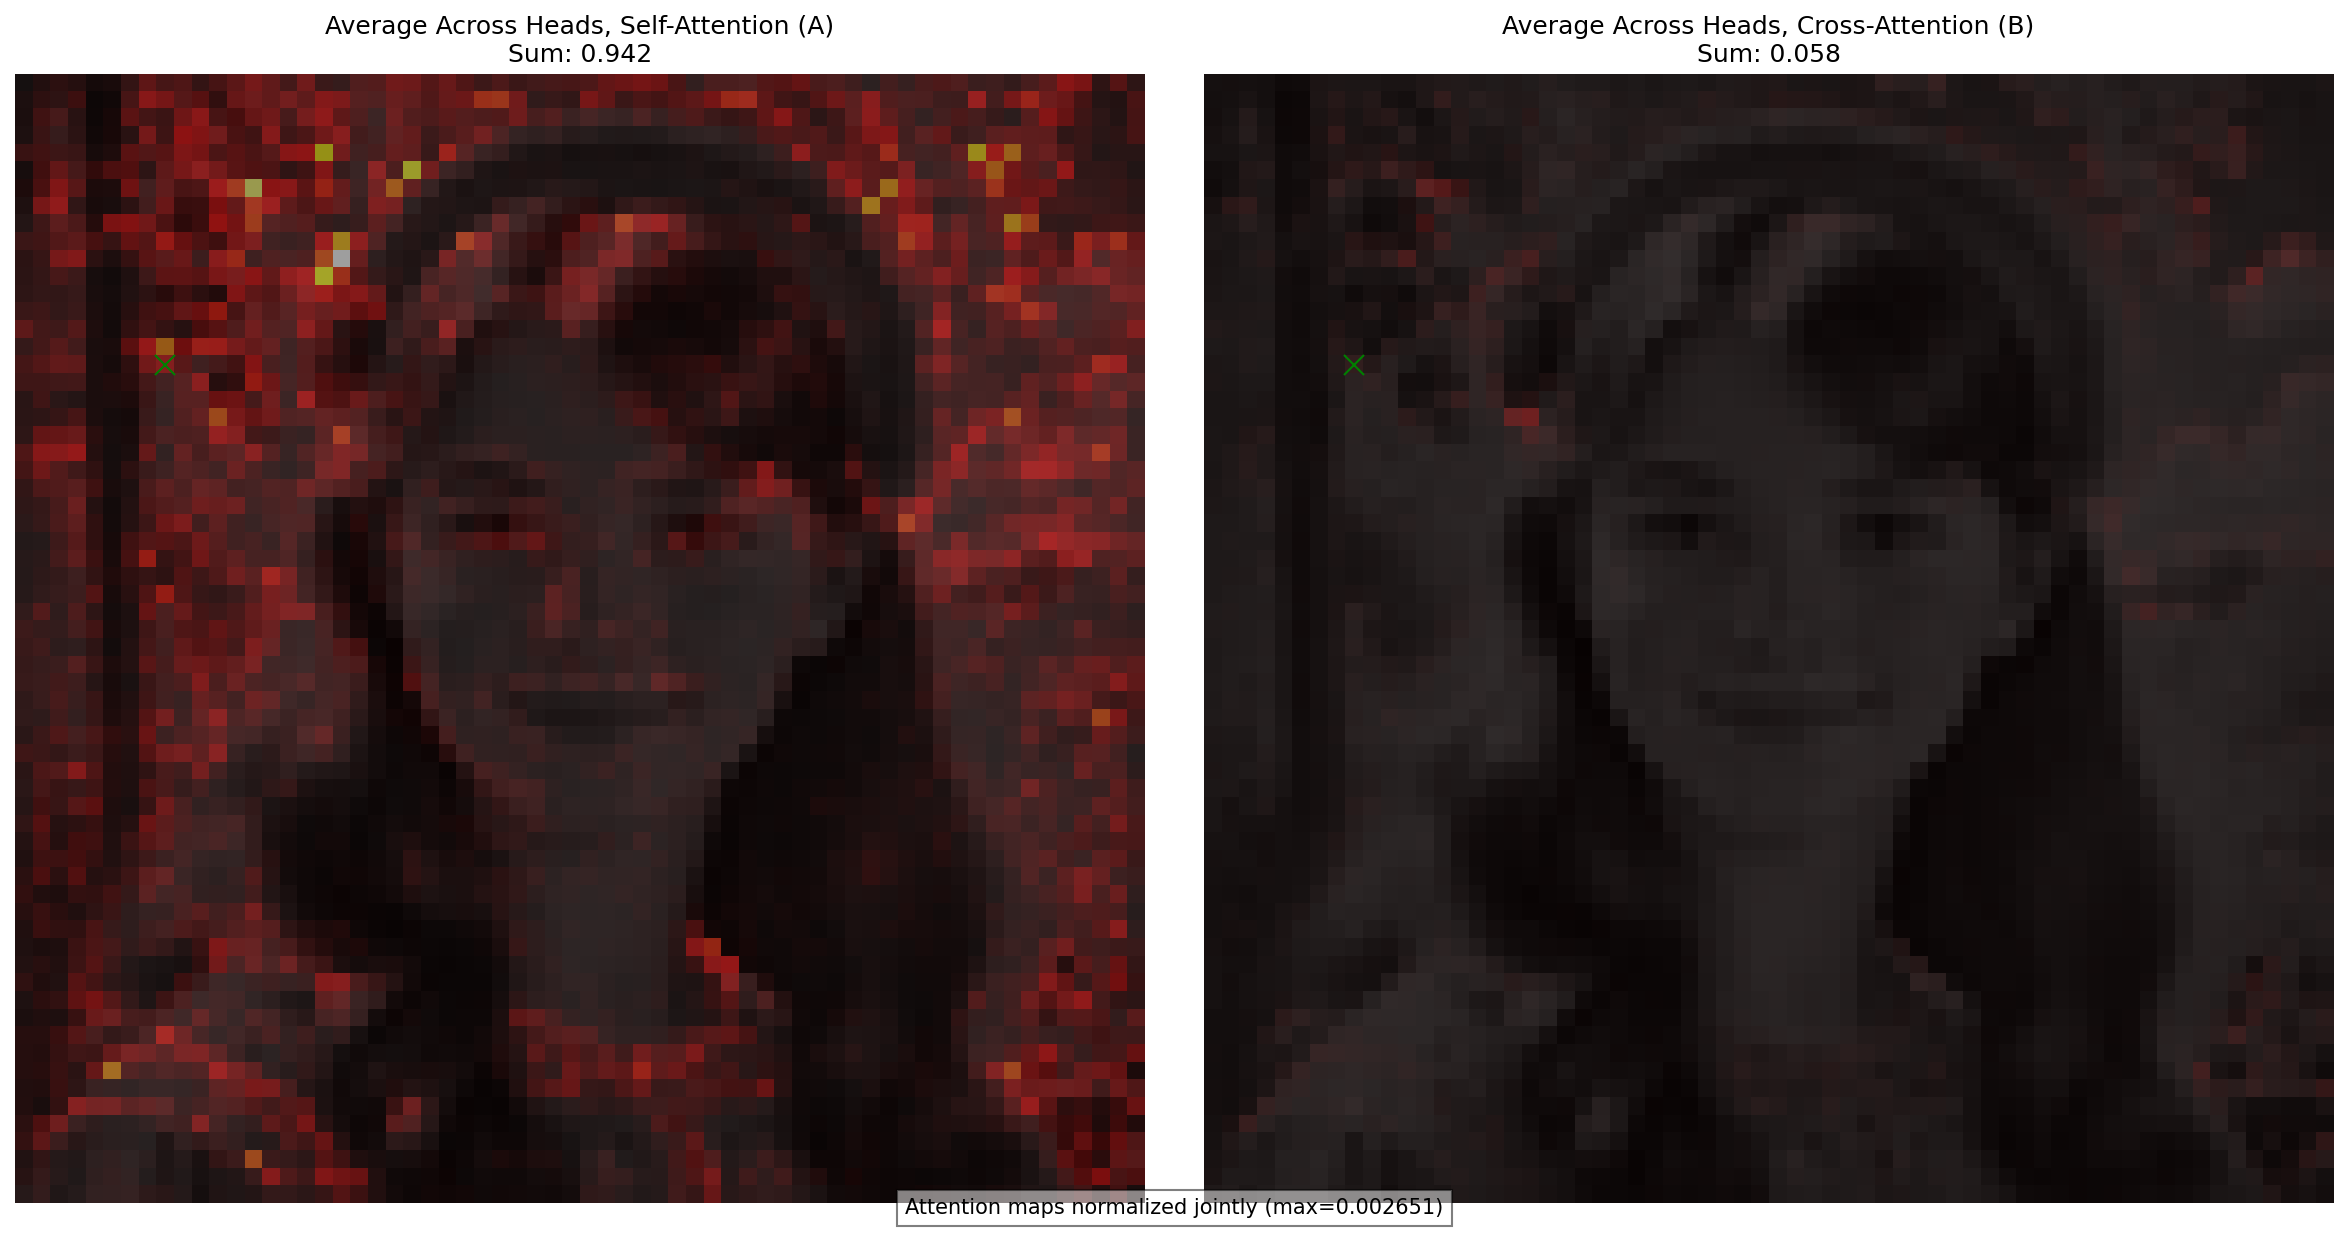 Average Across Heads, Self-Attention (A)
Sum: 0.942
Average Across Heads, Cross-Attention (B)
Sum: 0.058
Attention maps normalized jointly (max=0.002651)